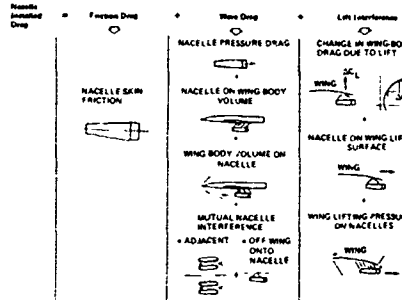 Nacelle Installed Drag = Friction Drag + Wave Drag + Lift Interference
NACELLE SKIN
FRICTION
NACELLE PRESSURE DRAG
+
NACELLE ON WING BODY
VOLUME
+
WING BODY VOLUME ON
NACELLE
+
MUTUAL NACELLE
INTERFERENCE
• ADJACENT
• OFF WING
ONTO
NACELLE
+
CHANGE IN WING-BO
DRAG DUE TO LIFT
WING
+
NACELLE ON WING LIF
SURFACE
WING
+
WING LIFTING PRESSU
ON NACELLES
WING